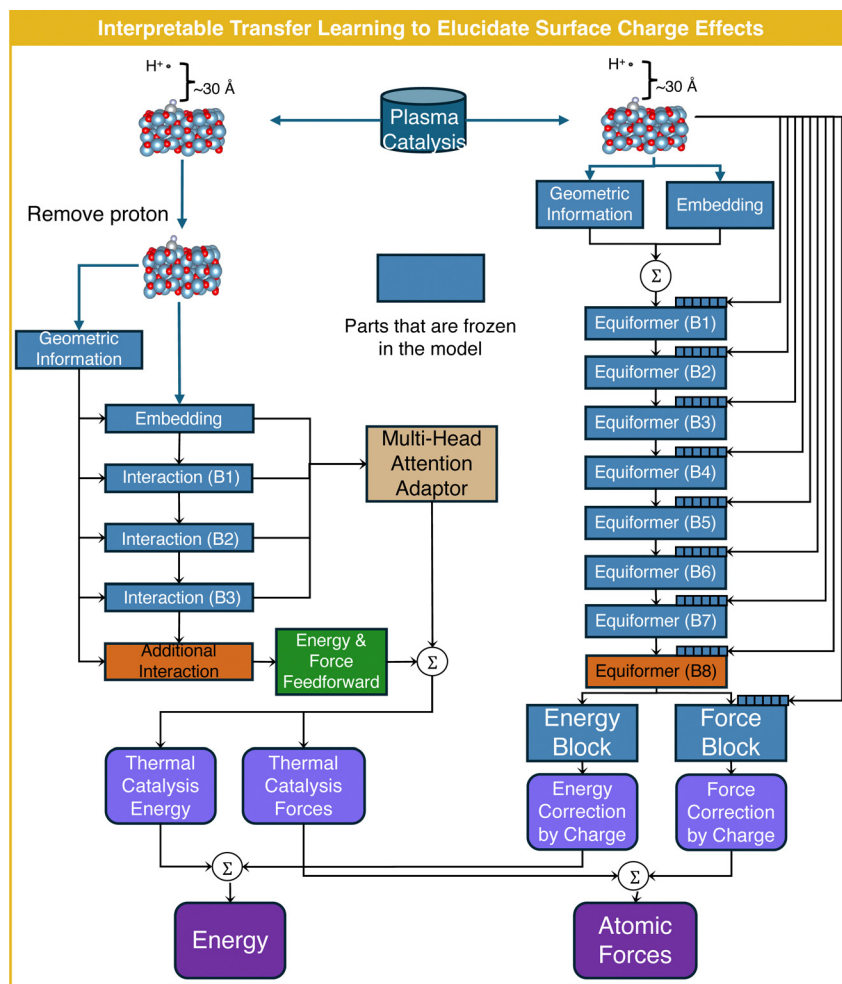 Interpretable Transfer Learning to Elucidate Surface Charge Effects
H⁺
~30 Å
Plasma
Catalysis
H⁺
~30 Å
Remove proton
Geometric
Information
Embedding
Σ
Parts that are frozen
in the model
Geometric
Information
Embedding
Interaction (B1)
Interaction (B2)
Interaction (B3)
Additional
Interaction
Multi-Head
Attention
Adaptor
Energy &
Force
Feedforward
Σ
Equiformer (B1)
Equiformer (B2)
Equiformer (B3)
Equiformer (B4)
Equiformer (B5)
Equiformer (B6)
Equiformer (B7)
Equiformer (B8)
Energy
Block
Force
Block
Thermal
Catalysis
Energy
Thermal
Catalysis
Forces
Energy
Correction
by Charge
Force
Correction
by Charge
Σ
Σ
Energy
Atomic
Forces